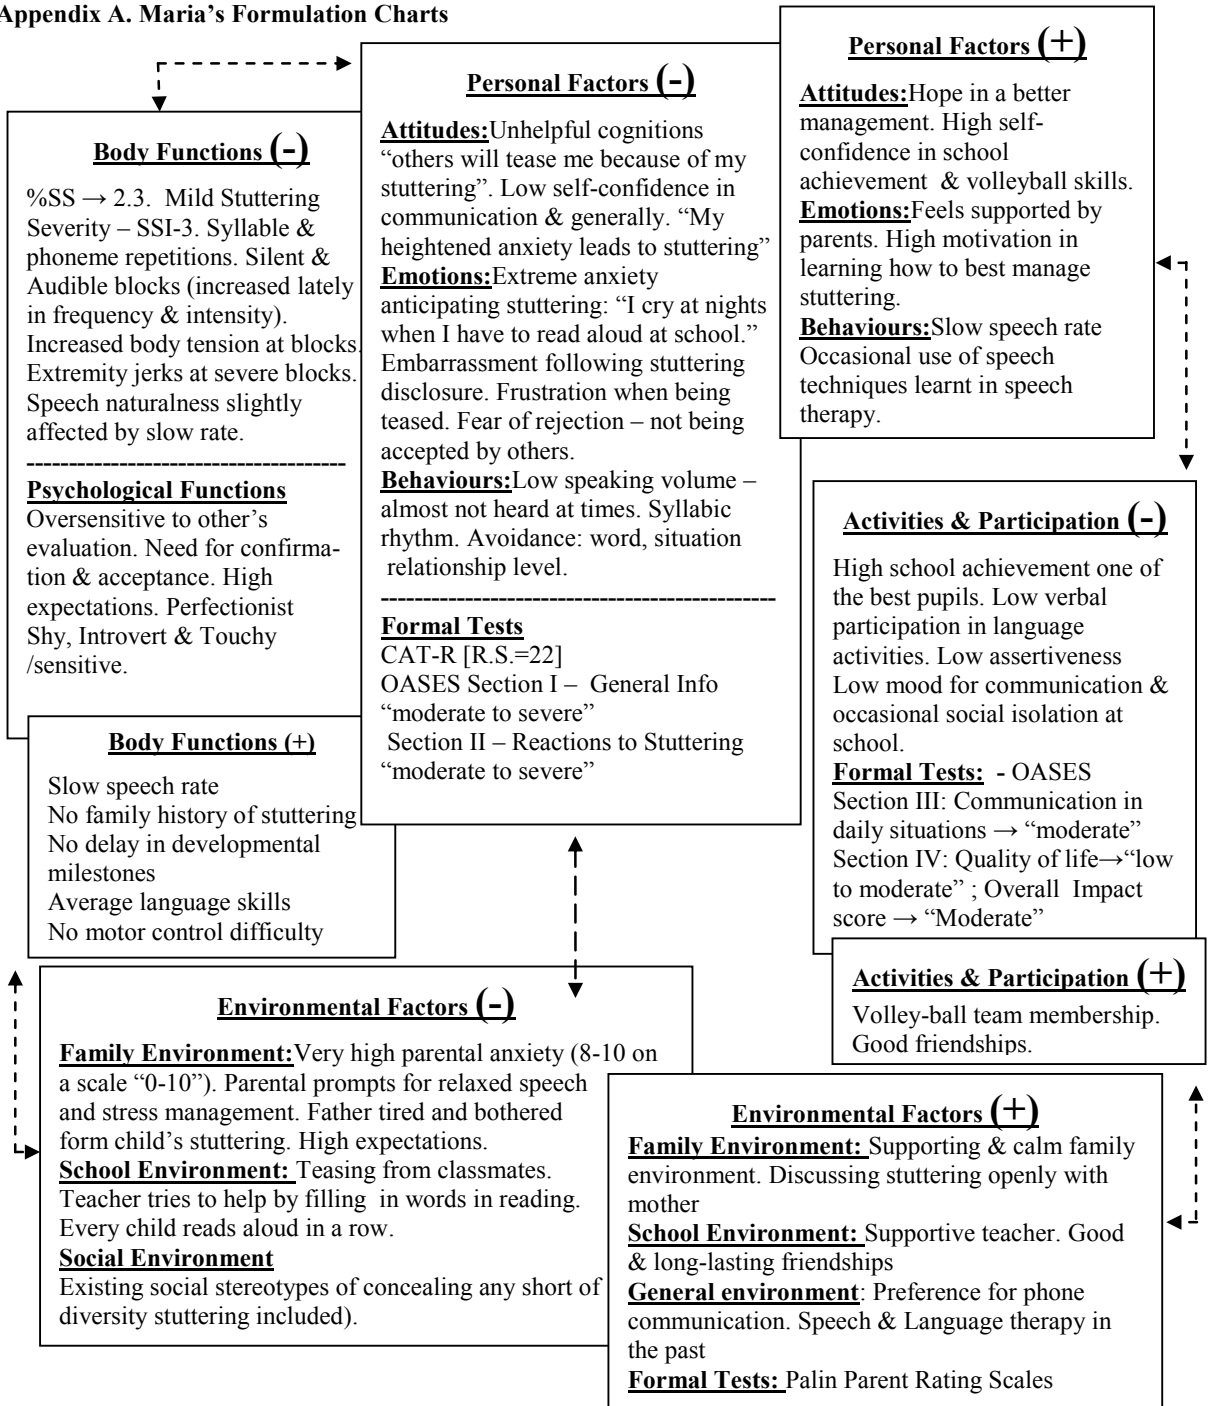 Appendix A. Maria's Formulation Charts
Body Functions (-)
%SS → 2.3. Mild Stuttering
Severity – SSI-3. Syllable &
phoneme repetitions. Silent &
Audible blocks (increased lately
in frequency & intensity).
Increased body tension at blocks.
Extremity jerks at severe blocks.
Speech naturalness slightly
affected by slow rate.
--------------------------------------
Psychological Functions
Oversensitive to other's
evaluation. Need for confirma-
tion & acceptance. High
expectations. Perfectionist
Shy, Introvert & Touchy
/sensitive.
Body Functions (+)
Slow speech rate
No family history of stuttering
No delay in developmental
milestones
Average language skills
No motor control difficulty
Personal Factors (-)
Attitudes:Unhelpful cognitions
“others will tease me because of my
stuttering”. Low self-confidence in
communication & generally. “My
heightened anxiety leads to stuttering”
Emotions:Extreme anxiety
anticipating stuttering: “I cry at nights
when I have to read aloud at school.”
Embarrassment following stuttering
disclosure. Frustration when being
teased. Fear of rejection – not being
accepted by others.
Behaviours:Low speaking volume –
almost not heard at times. Syllabic
rhythm. Avoidance: word, situation
relationship level.
-----------------------------------------------
Formal Tests
CAT-R [R.S.=22]
OASES Section I – General Info
“moderate to severe”
Section II – Reactions to Stuttering
“moderate to severe”
Personal Factors (+)
Attitudes:Hope in a better
management. High self-
confidence in school
achievement & volleyball skills.
Emotions:Feels supported by
parents. High motivation in
learning how to best manage
stuttering.
Behaviours:Slow speech rate
Occasional use of speech
techniques learnt in speech
therapy.
Activities & Participation (-)
High school achievement one of
the best pupils. Low verbal
participation in language
activities. Low assertiveness
Low mood for communication &
occasional social isolation at
school.
Formal Tests: - OASES
Section III: Communication in
daily situations → “moderate”
Section IV: Quality of life→“low
to moderate” ; Overall Impact
score → “Moderate”
Activities & Participation (+)
Volley-ball team membership.
Good friendships.
Environmental Factors (-)
Family Environment:Very high parental anxiety (8-10 on
a scale “0-10”). Parental prompts for relaxed speech
and stress management. Father tired and bothered
form child's stuttering. High expectations.
School Environment: Teasing from classmates.
Teacher tries to help by filling in words in reading.
Every child reads aloud in a row.
Social Environment
Existing social stereotypes of concealing any short of
diversity stuttering included).
Environmental Factors (+)
Family Environment: Supporting & calm family
environment. Discussing stuttering openly with
mother
School Environment: Supportive teacher. Good
& long-lasting friendships
General environment: Preference for phone
communication. Speech & Language therapy in
the past
Formal Tests: Palin Parent Rating Scales